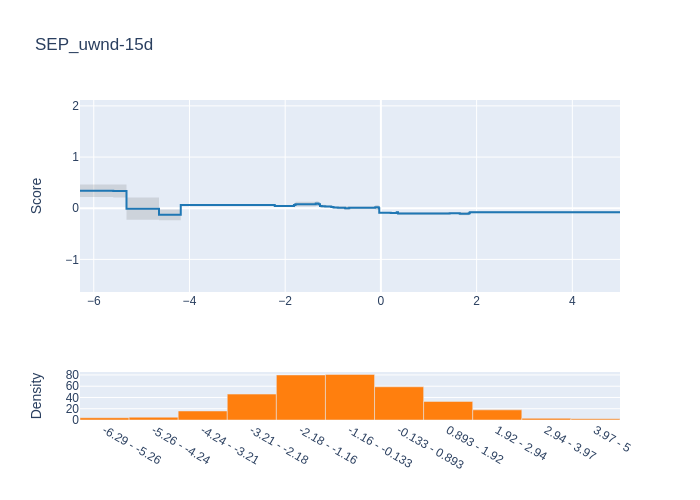 SEP_uwnd-15d
2
1
0
−1
Score
−6
−4
−2
0
2
4
80
60
40
20
0
Density
-6.29 - -5.26
-5.26 - -4.24
-4.24 - -3.21
-3.21 - -2.18
-2.18 - -1.16
-1.16 - -0.133
-0.133 - 0.893
0.893 - 1.92
1.92 - 2.94
2.94 - 3.97
3.97 - 5